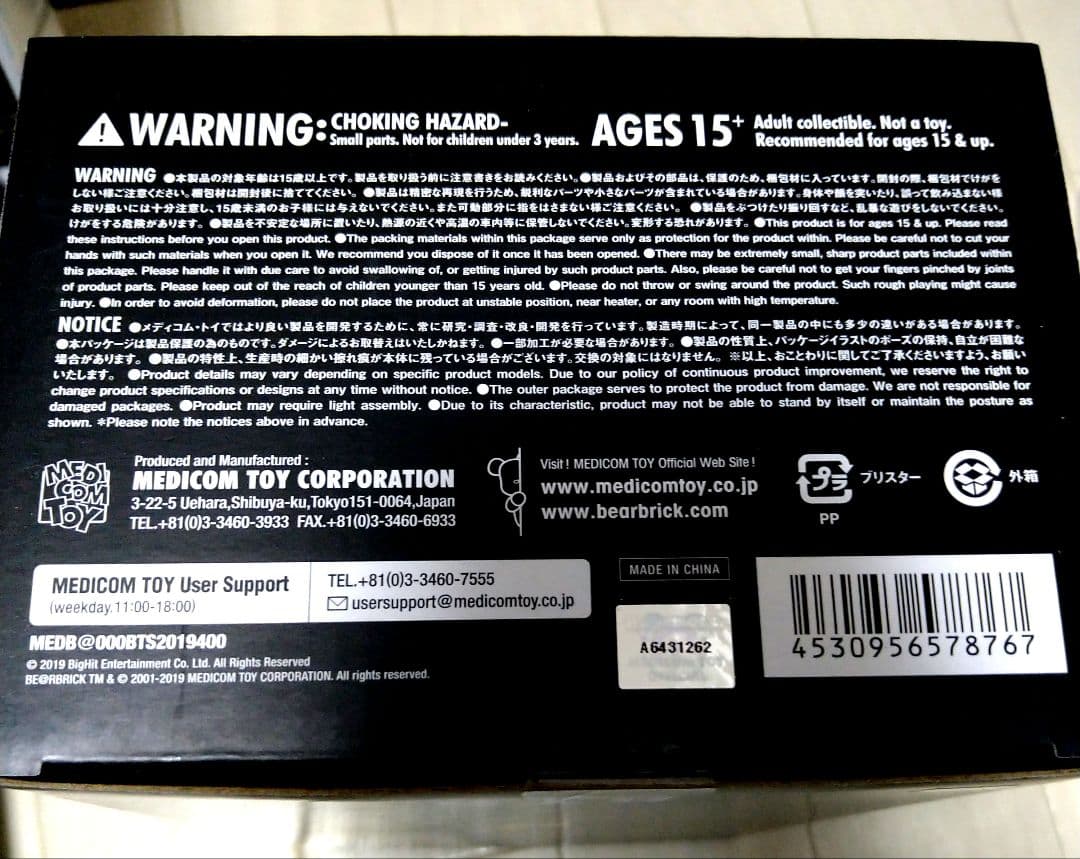 WARNING: CHOKING HAZARD-
Small parts. Not for children under 3 years.
AGES 15+ Adult collectible. Not a toy.
Recommended for ages 15 & up.
WARNING ●本製品の対象年齢は15歳以上です。製品を取り扱う前に注意書きをお読みください。●製品およびその部品は、保護のため、梱包材に入っています。開封の際、梱包材でけがを
しない様ご注意ください。梱包材は開封後に捨ててください。●製品は精密な再現を行うため、鋭利なパーツや小さなパーツが含まれている場合があります。身体や顔を突いたり、誤って飲み込まない様
お取り扱いには十分注意し、15歳未満のお子様には与えないでください。また可動部分に指をはさまない様ご注意ください。●製品をぶつけたり振り回すなど、乱暴な遊びをしないでください。
けがをする危険があります。●製品を不安定な場所に置いたり、熱源の近くや高温の車内等に保管しないでください。変形する恐れがあります。●This product is for ages 15 & up. Please read
these instructions before you open this product. ●The packing materials within this package serve only as protection for the product within. Please be careful not to cut your
hands with such materials when you open it. We recommend you dispose of it once it has been opened. ●There may be extremely small, sharp product parts included within
this package. Please handle it with due care to avoid swallowing of, or getting injured by such product parts. Also, please be careful not to get your fingers pinched by joints
of product parts. Please keep out of the reach of children younger than 15 years old. ●Please do not throw or swing around the product. Such rough playing might cause
injury. ●In order to avoid deformation, please do not place the product at unstable position, near heater, or any room with high temperature.
NOTICE ●メディコム・トイではより良い製品を開発するために、常に研究・調査・改良・開発を行っています。製造時期によって、同一製品の中にも多少の違いがある場合があります。
●本パッケージは製品保護の為のものです。ダメージによるお取替えはいたしかねます。●一部加工が必要な場合があります。●製品の性質上、パッケージイラストのポーズの保持、自立が困難な
場合があります。●製品の特性上、生産時の細かい擦れ痕が本体に残っている場合がございます。交換の対象にはなりません。※以上、おことわりに関してご了承くださいますよう、お願い
いたします。●Product details may vary depending on specific product models. Due to our policy of continuous product improvement, we reserve the right to
change product specifications or designs at any time without notice. ●The outer package serves to protect the product from damage. We are not responsible for
damaged packages. ●Product may require light assembly. ●Due to its characteristic, product may not be able to stand by itself or maintain the posture as
shown. *Please note the notices above in advance.
MEDI
COM
TOY
Produced and Manufactured :
MEDICOM TOY CORPORATION
3-22-5 Uehara,Shibuya-ku,Tokyo151-0064,Japan
TEL.+81(0)3-3460-3933 FAX.+81(0)3-3460-6933
Visit! MEDICOM TOY Official Web Site!
www.medicomtoy.co.jp
www.bearbrick.com
プラ ブリスター
PP
外箱
MEDICOM TOY User Support
(weekday.11:00-18:00)
TEL.+81(0)3-3460-7555
usersupport@medicomtoy.co.jp
MADE IN CHINA
A6431262
4530956578767
MEDB@000BTS2019400
© 2019 BigHit Entertainment Co. Ltd. All Rights Reserved
BE@RBRICK TM & © 2001-2019 MEDICOM TOY CORPORATION. All rights reserved.